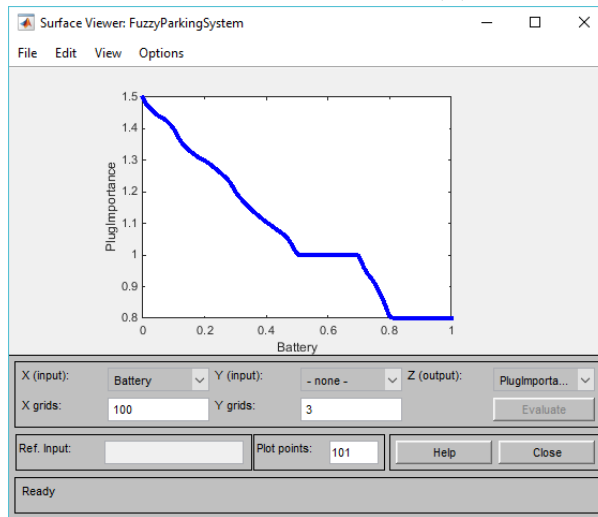 Surface Viewer: FuzzyParkingSystem
File Edit View Options
1.5
1.4
1.3
1.2
1.1
1
0.9
0.8
PlugImportance
0 0.2 0.4 0.6 0.8 1
Battery
X (input): Battery Y (input): - none - Z (output): PlugImporta...
X grids: 100 Y grids: 3 Evaluate
Ref. Input: Plot points: 101 Help Close
Ready